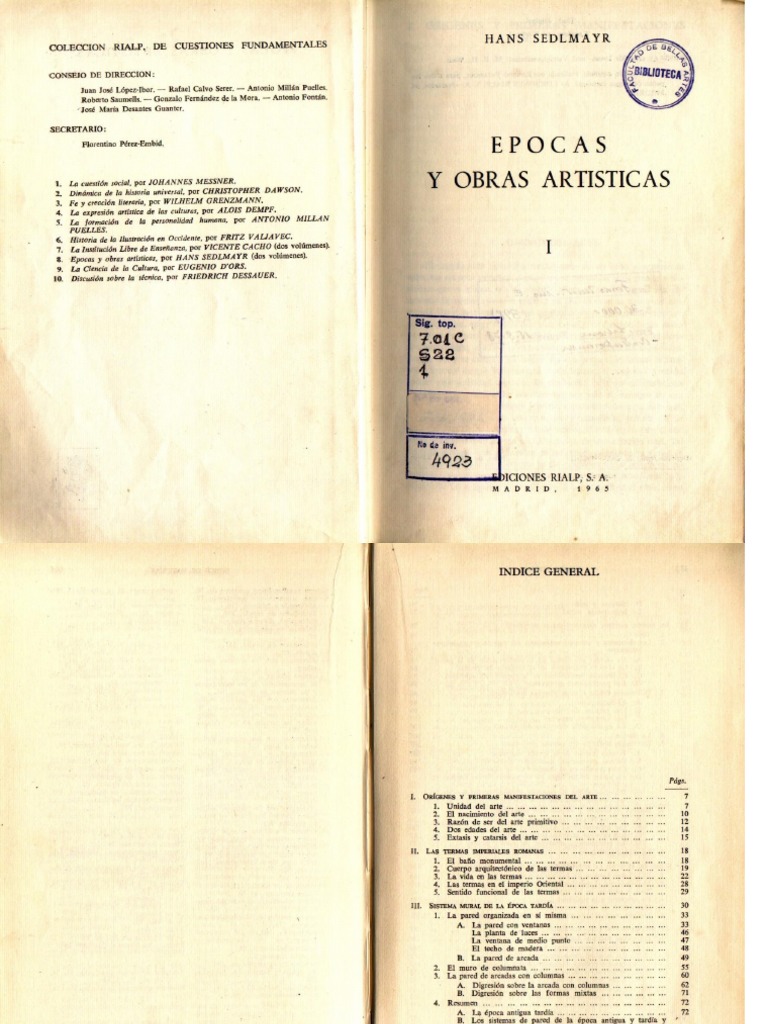 COLECCION RIALP, DE CUESTIONES FUNDAMENTALES
CONSEJO DE DIRECCION:
Juan José López-Ibor. — Rafael Calvo Serer. — Antonio Millán Puelles.
Roberto Saumells. — Gonzalo Fernández de la Mora. — Antonio Fontán.
José María Desantes Guanter.
SECRETARIO:
Florentino Pérez-Embid.
1. La cuestión social, por JOHANNES MESSNER.
2. Dinámica de la historia universal, por CHRISTOPHER DAWSON.
3. Fe y creación literaria, por WILHELM GRENZMANN.
4. La expresión artística de las culturas, por ALOIS DEMPF.
5. La formación de la personalidad humana, por ANTONIO MILLAN
PUELLES.
6. Historia de la Ilustración en Occidente, por FRITZ VALJAVEC.
7. La Institución Libre de Enseñanza, por VICENTE CACHO (dos volúmenes).
8. Epocas y obras artísticas, por HANS SEDLMAYR (dos volúmenes).
9. La Ciencia de la Cultura, por EUGENIO D'ORS.
10. Discusión sobre la técnica, por FRIEDRICH DESSAUER.
HANS SEDLMAYR
FACULTAD DE BELLAS ARTES
BIBLIOTECA
EPOCAS
Y OBRAS ARTISTICAS
I
Sig. top.
7.01 C
S22
1
No de inv.
4923
EDICIONES RIALP, S. A.
MADRID, 1965
INDICE GENERAL
Págs.
I. ORÍGENES Y PRIMERAS MANIFESTACIONES DEL ARTE ... 7
1. Unidad del arte ... 7
2. El nacimiento del arte ... 10
3. Razón de ser del arte primitivo ... 12
4. Dos edades del arte ... 14
5. Extasis y catarsis del arte ... 15
II. LAS TERMAS IMPERIALES ROMANAS ... 18
1. El baño monumental ... 18
2. Cuerpo arquitectónico de las termas ... 19
3. La vida en las termas ... 22
4. Las termas en el imperio Oriental ... 28
5. Sentido funcional de las termas ... 29
III. SISTEMA MURAL DE LA ÉPOCA TARDÍA ... 30
1. La pared organizada en sí misma ... 33
A. La pared con ventanas ... 33
La planta de luces ... 46
La ventana de medio punto ... 47
El techo de madera ... 48
B. La pared de arcada ... 49
2. El muro de columnata ... 55
3. La pared de arcadas con columnas ... 60
A. Digresión sobre la arcada con columnas ... 62
B. Digresión sobre las formas mixtas ... 71
4. Resumen ... 72
A. La época antigua tardía ... 72
B. Los sistemas de pared de la época antigua y tardía y